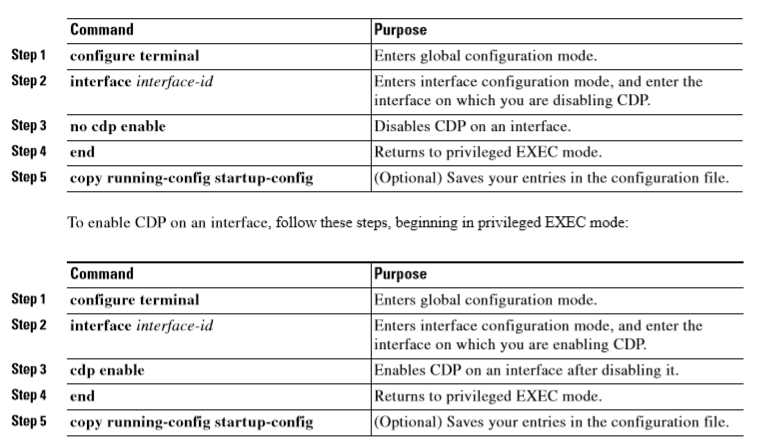 Command Purpose
Step 1 configure terminal Enters global configuration mode.
Step 2 interface interface-id Enters interface configuration mode, and enter the
interface on which you are disabling CDP.
Step 3 no cdp enable Disables CDP on an interface.
Step 4 end Returns to privileged EXEC mode.
Step 5 copy running-config startup-config (Optional) Saves your entries in the configuration file.
To enable CDP on an interface, follow these steps, beginning in privileged EXEC mode:
Command Purpose
Step 1 configure terminal Enters global configuration mode.
Step 2 interface interface-id Enters interface configuration mode, and enter the
interface on which you are enabling CDP.
Step 3 cdp enable Enables CDP on an interface after disabling it.
Step 4 end Returns to privileged EXEC mode.
Step 5 copy running-config startup-config (Optional) Saves your entries in the configuration file.